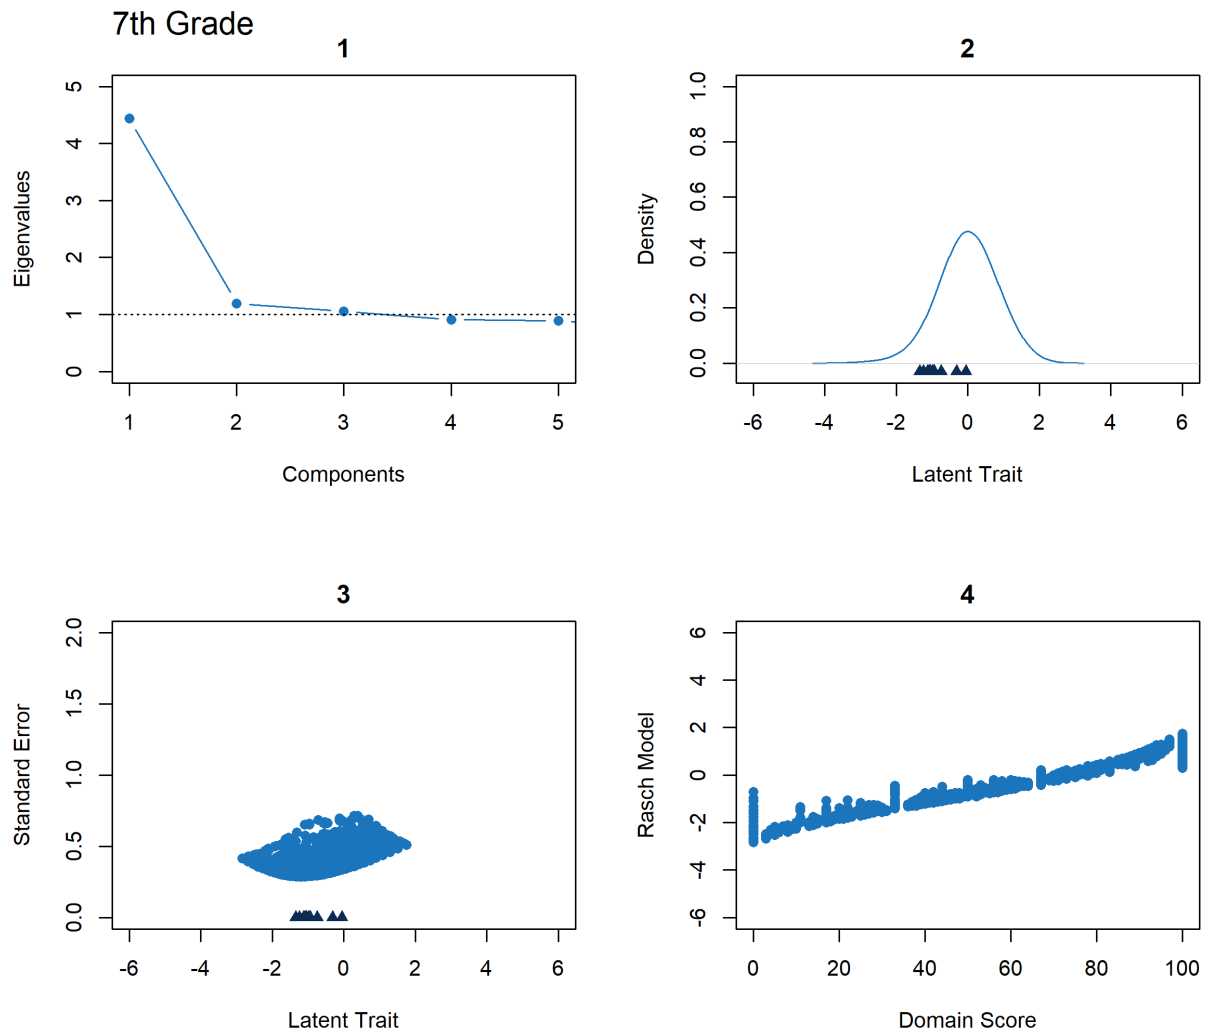 7th Grade
1
Eigenvalues
5
4
3
2
1
0
1 2 3 4 5
Components
2
Density
1.0
0.8
0.6
0.4
0.2
0.0
-6 -4 -2 0 2 4 6
Latent Trait
3
Standard Error
2.0
1.5
1.0
0.5
0.0
-6 -4 -2 0 2 4 6
Latent Trait
4
Rasch Model
6
4
2
0
-2
-4
-6
0 20 40 60 80 100
Domain Score